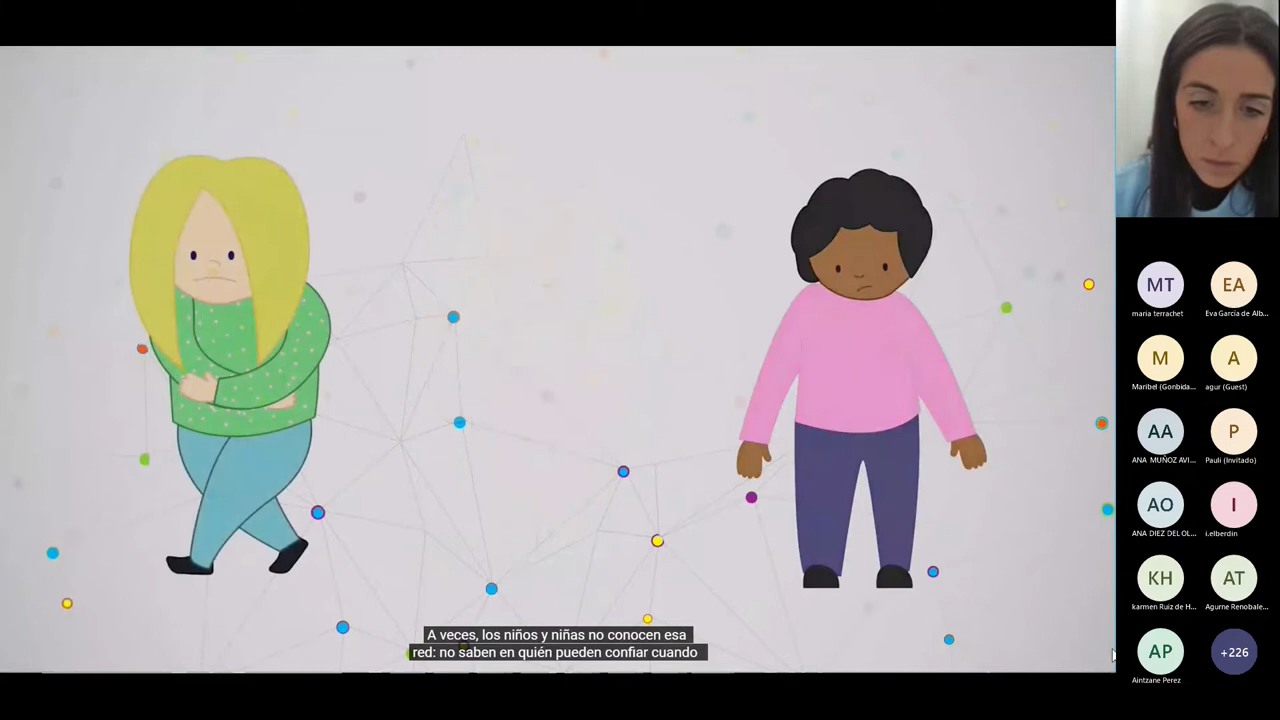 A veces, los niños y niñas no conocen esa
red: no saben en quién pueden confiar cuando
MT
EA
maria terrachet
Eva García de Alb...
M
A
Maribel (Gonbida...
agur (Guest)
AA
P
ANA MUÑOZ AVI...
Pauli (Invitado)
AO
I
ANA DIEZ DEL OL...
i.elberdin
KH
AT
karmen Ruiz de H...
Agurne Renobale...
AP
+226
Aintzane Perez